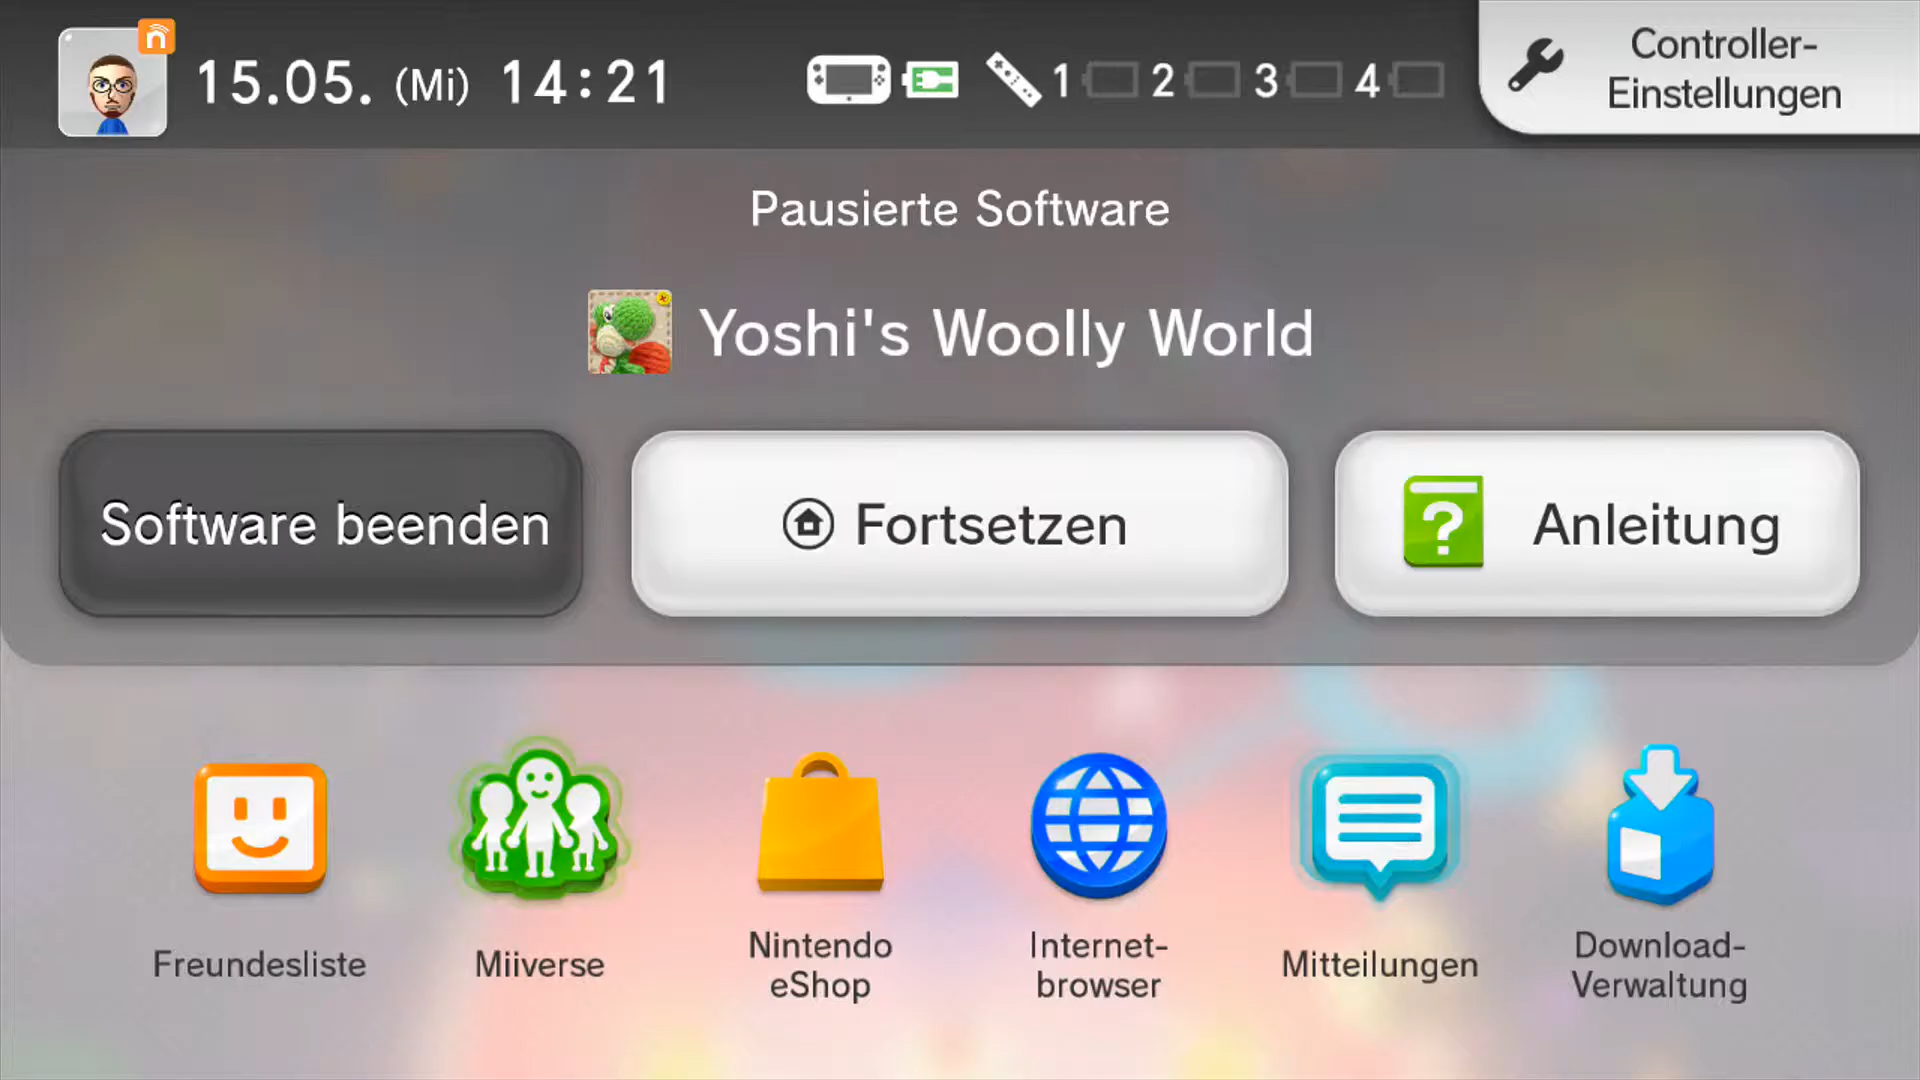 15.05. (Mi) 14:21
1 2 3 4
Controller-
Einstellungen
Pausierte Software
Yoshi's Woolly World
Software beenden
Fortsetzen
? Anleitung
Freundesliste
Miiverse
Nintendo
eShop
Internet-
browser
Mitteilungen
Download-
Verwaltung